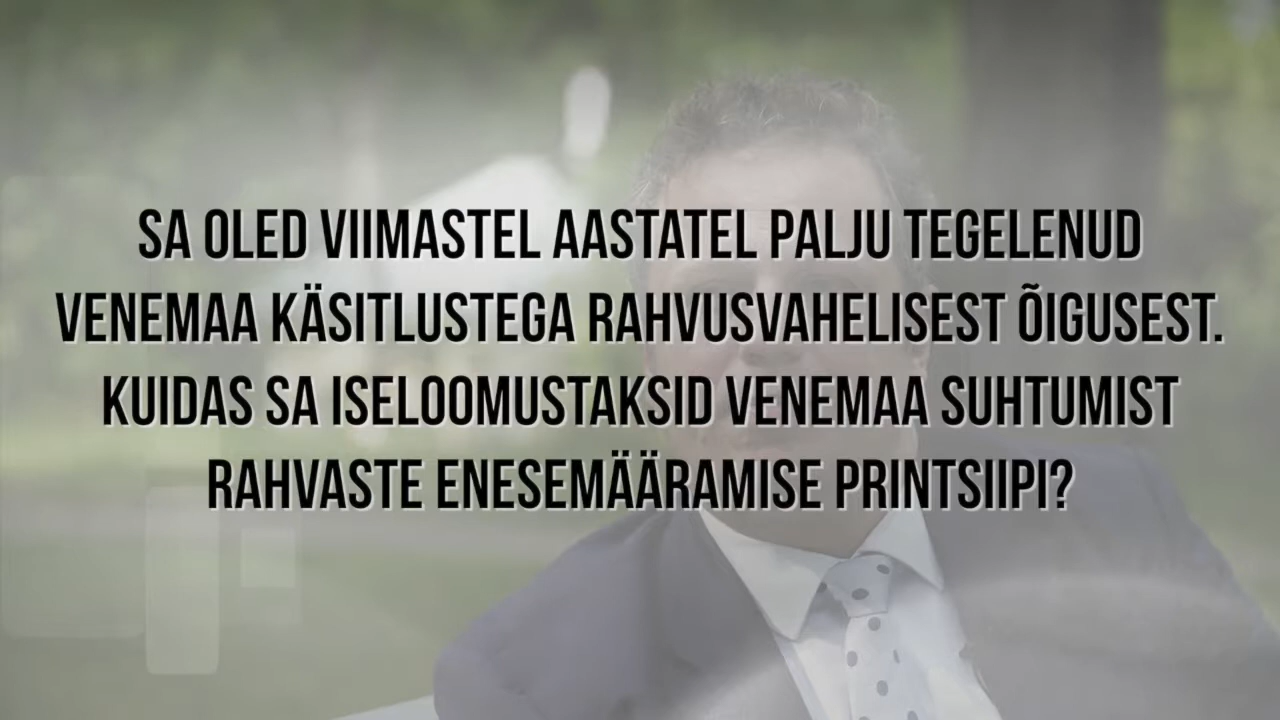 SA OLED VIIMASTEL AASTATEL PALJU TEGELENUD
VENEMAA KÄSITLUSTEGA RAHVUSVAHELISEST ÕIGUSEST.
KUIDAS SA ISELOOMUSTAKSID VENEMAA SUHTUMIST
RAHVASTE ENESEMÄÄRAMISE PRINTSIIPI?